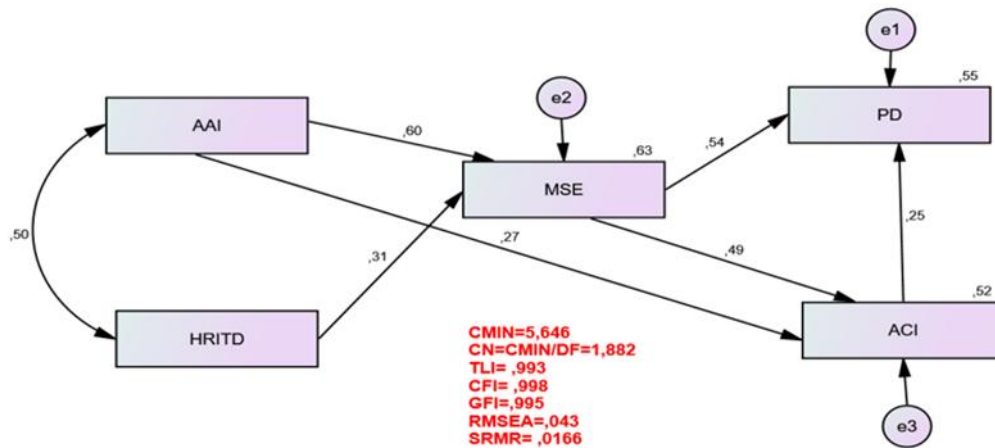 e1
,55
PD
e2
AAI
,60
,63
,54
MSE
,50
,25
,27
,49
,31
,52
HRITD
ACI
CMIN=5,646
CN=CMIN/DF=1,882
TLI= ,993
CFI= ,998
GFI=,995
RMSEA=,043
SRMR= ,0166
e3